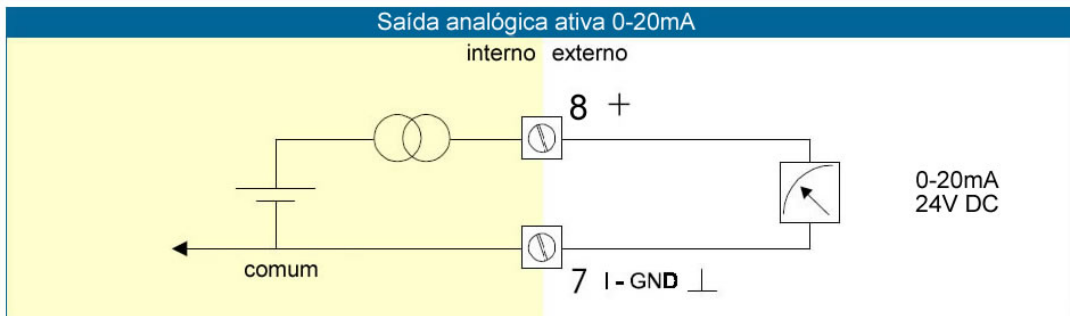 Saída analógica ativa 0-20mA
interno externo
8 +
0-20mA
24V DC
comum
7 I - GND ⊥